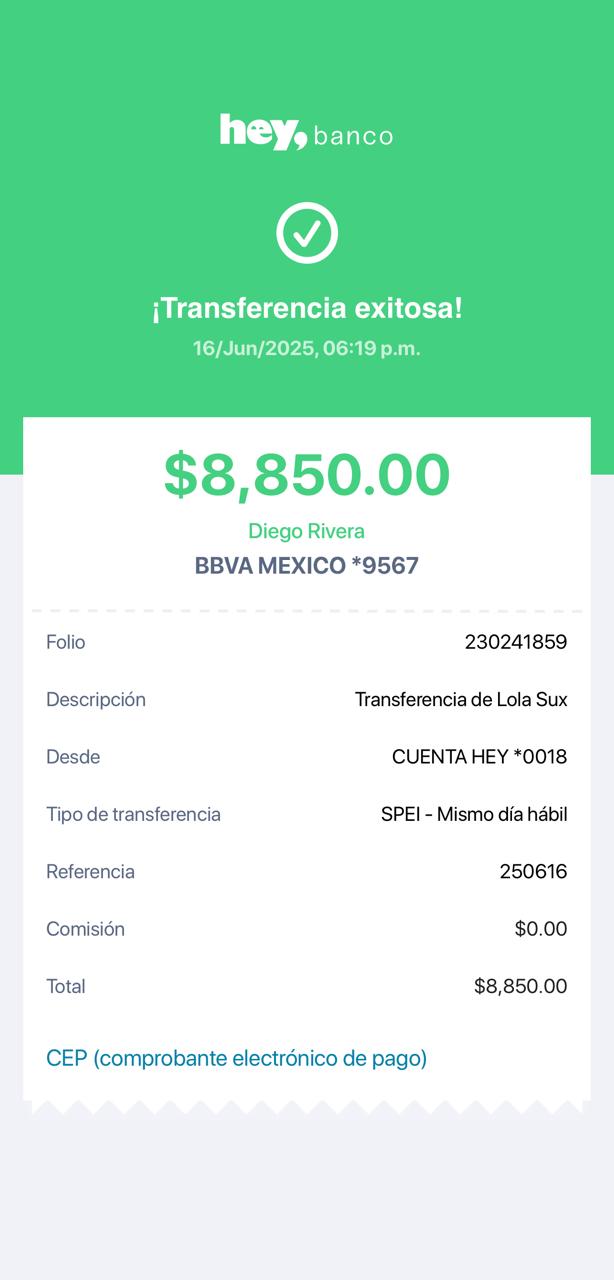 hey, banco
¡Transferencia exitosa!
16/Jun/2025, 06:19 p.m.
$8,850.00
Diego Rivera
BBVA MEXICO *9567
Folio 230241859
Descripción Transferencia de Lola Sux
Desde CUENTA HEY *0018
Tipo de transferencia SPEI - Mismo día hábil
Referencia 250616
Comisión $0.00
Total $8,850.00
CEP (comprobante electrónico de pago)